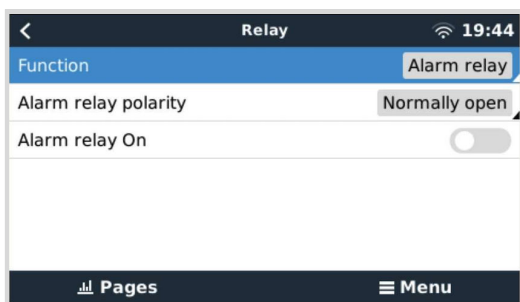 Relay 19:44
Function Alarm relay
Alarm relay polarity Normally open
Alarm relay On
Pages Menu